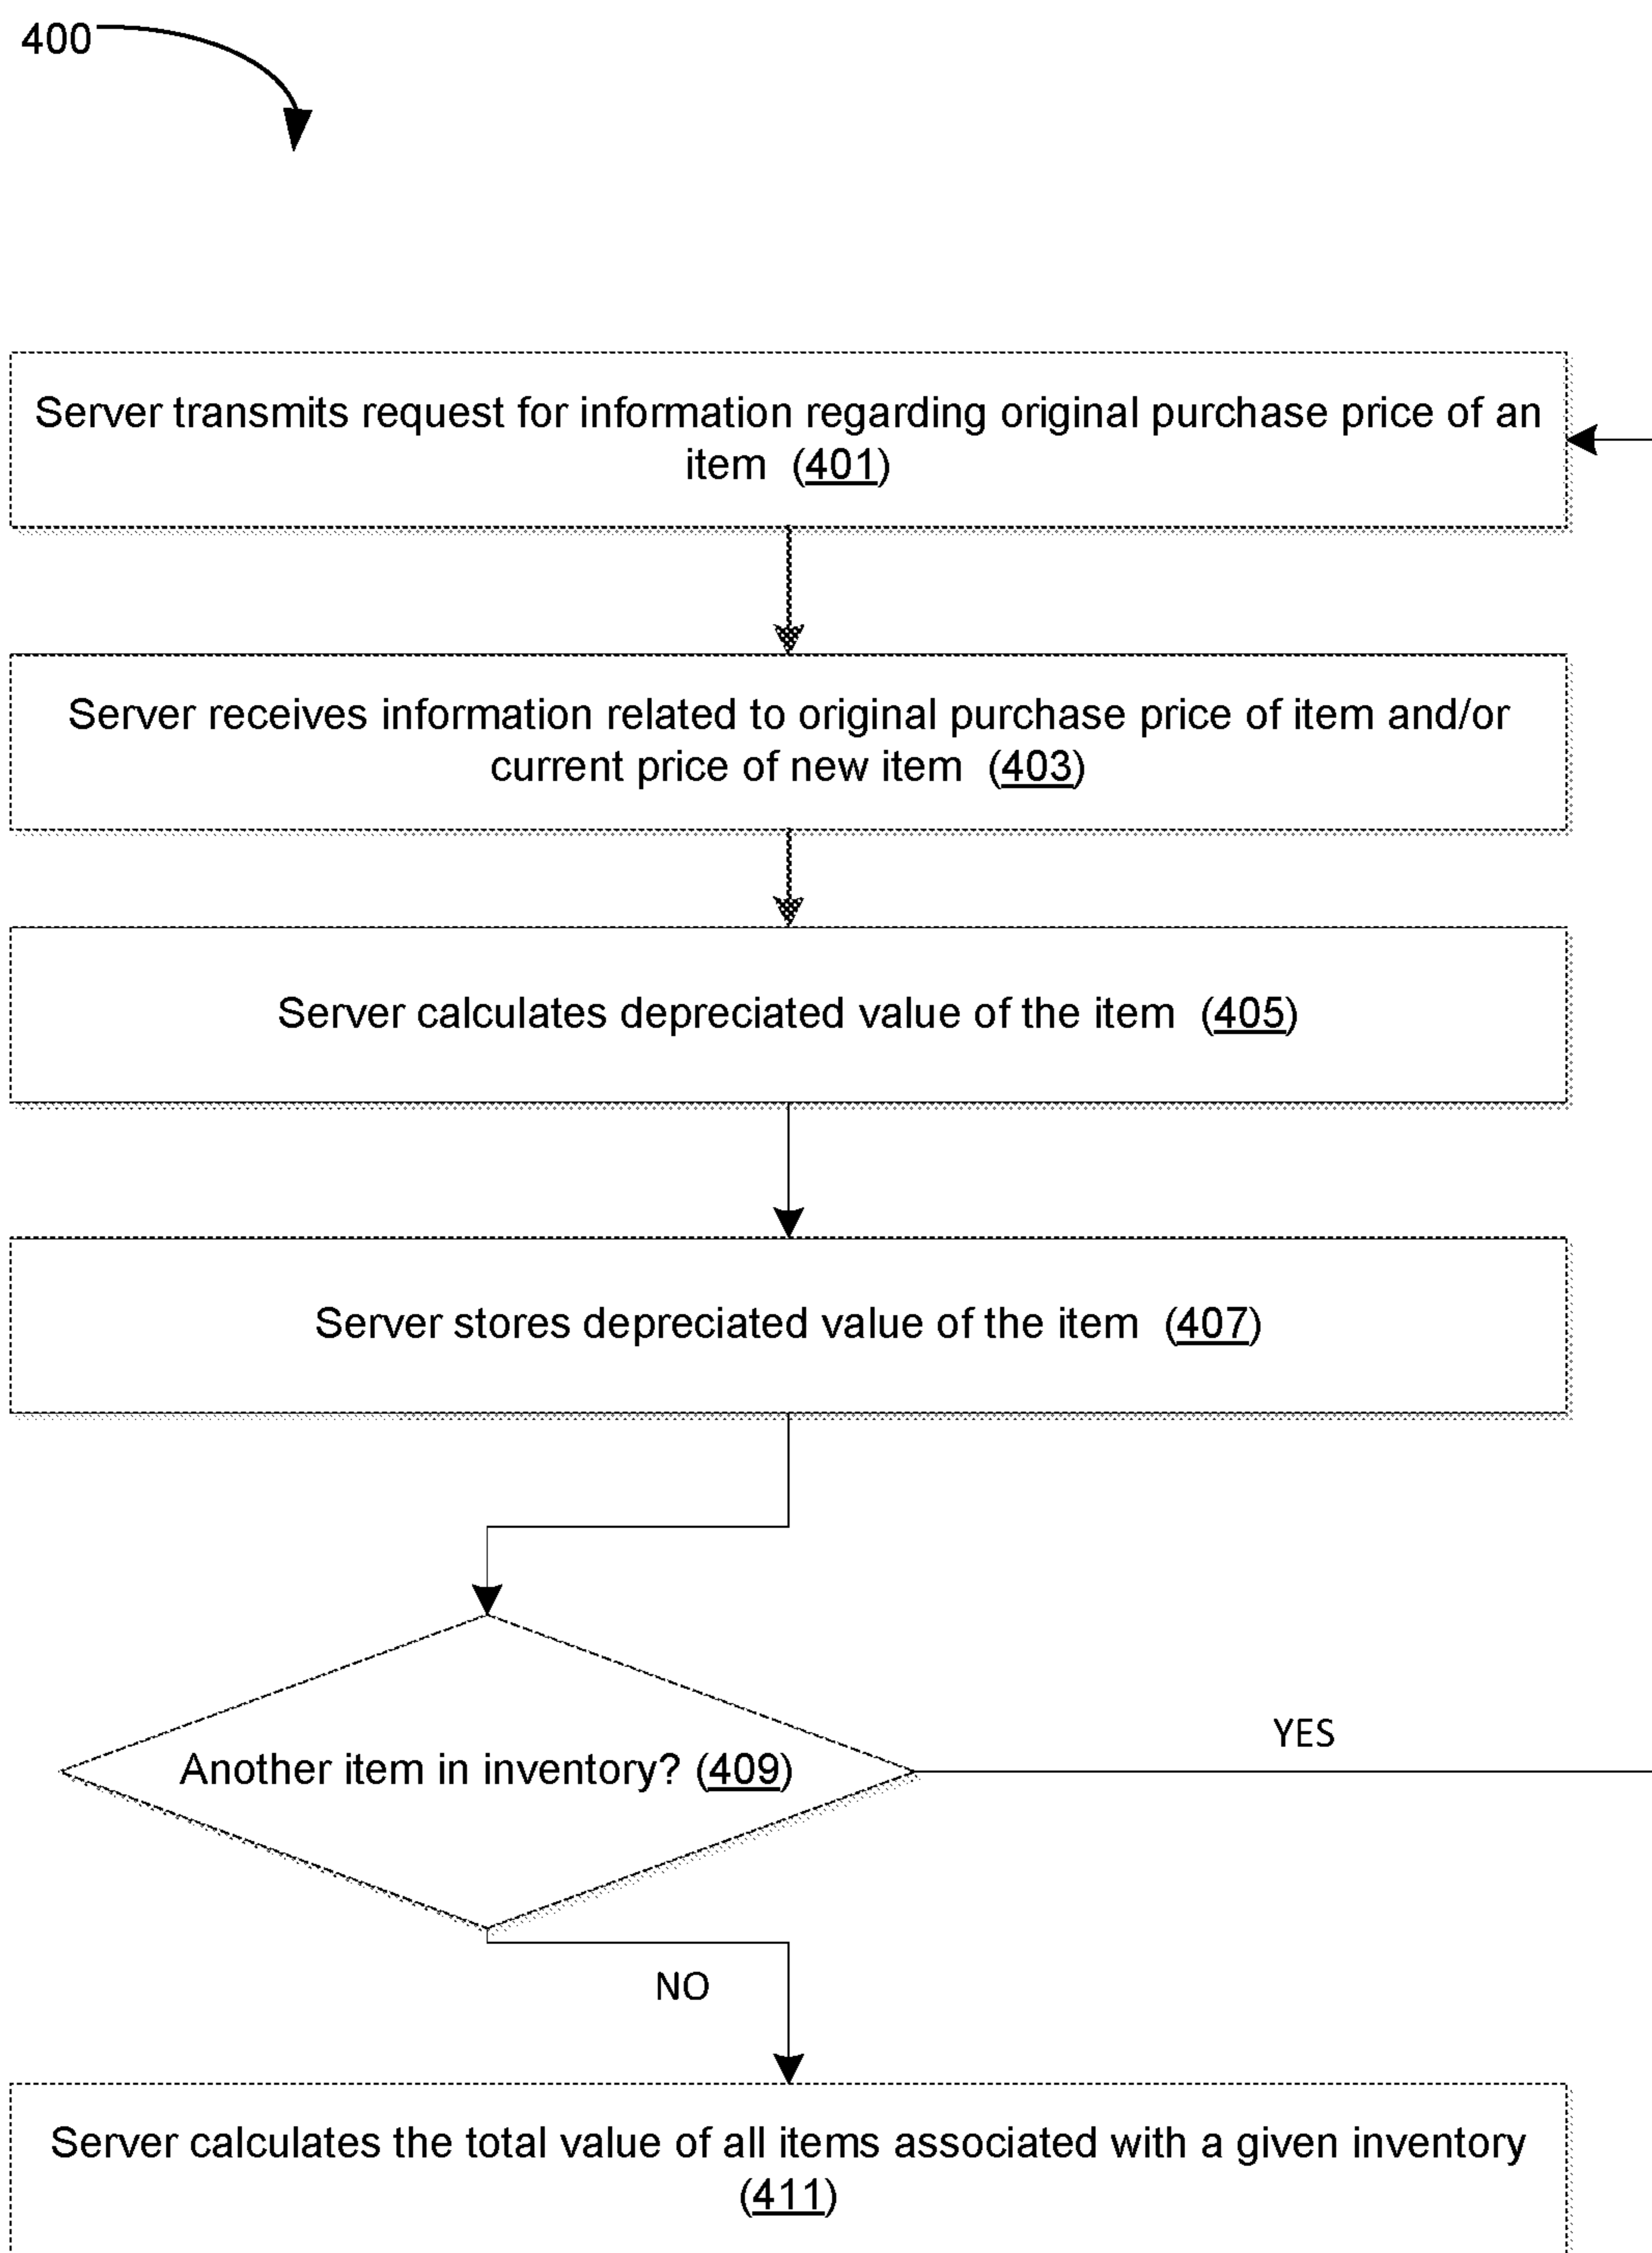 400
Server transmits request for information regarding original purchase price of an
item (401)
Server receives information related to original purchase price of item and/or
current price of new item (403)
Server calculates depreciated value of the item (405)
Server stores depreciated value of the item (407)
Another item in inventory? (409)
YES
NO
Server calculates the total value of all items associated with a given inventory
(411)